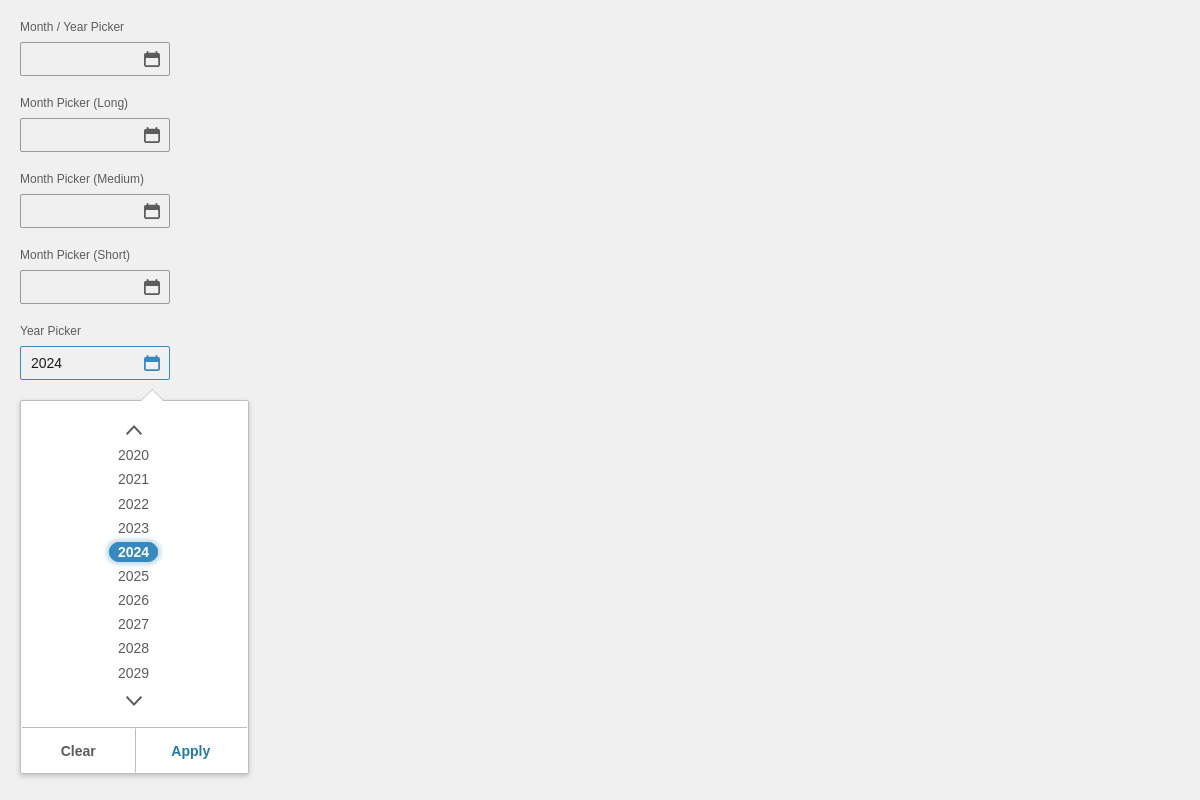 Month / Year Picker
Month Picker (Long)
Month Picker (Medium)
Month Picker (Short)
Year Picker
2024
2020
2021
2022
2023
2024
2025
2026
2027
2028
2029
Clear Apply